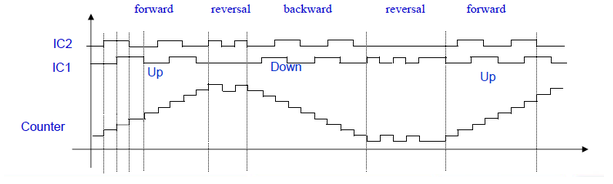 forward reversal backward reversal forward
IC2
IC1
Up Down Up
Counter